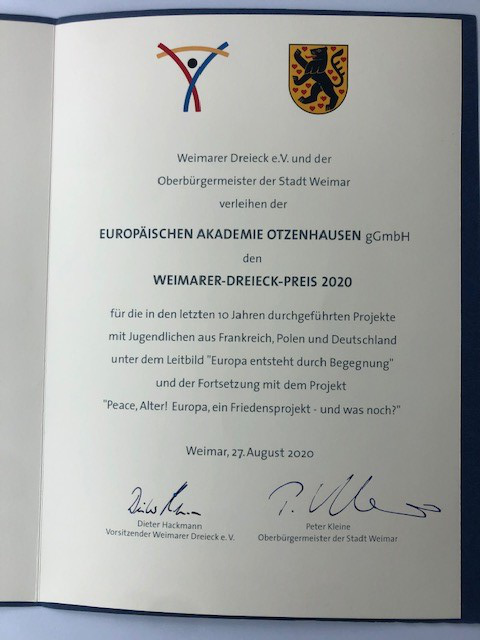 Weimarer Dreieck e.V. und der
Oberbürgermeister der Stadt Weimar
verleihen der
EUROPÄISCHEN AKADEMIE OTZENHAUSEN gGmbH
den
WEIMARER-DREIECK-PREIS 2020
für die in den letzten 10 Jahren durchgeführten Projekte
mit Jugendlichen aus Frankreich, Polen und Deutschland
unter dem Leitbild "Europa entsteht durch Begegnung"
und der Fortsetzung mit dem Projekt
"Peace, Alter! Europa, ein Friedensprojekt - und was noch?"
Weimar, 27. August 2020
Dieter Hackmann
Vorsitzender Weimarer Dreieck e. V.
Peter Kleine
Oberbürgermeister der Stadt Weimar